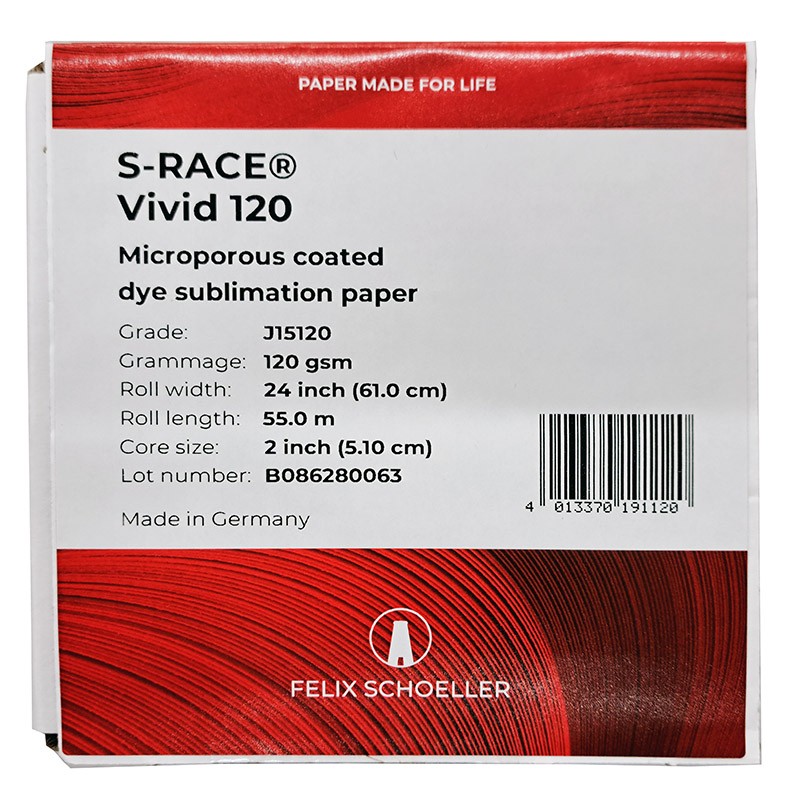 PAPER MADE FOR LIFE
S-RACE®
Vivid 120
Microporous coated
dye sublimation paper
Grade: J15120
Grammage: 120 gsm
Roll width: 24 inch (61.0 cm)
Roll length: 55.0 m
Core size: 2 inch (5.10 cm)
Lot number: B086280063
Made in Germany
4 013370 191120
FELIX SCHOELLER